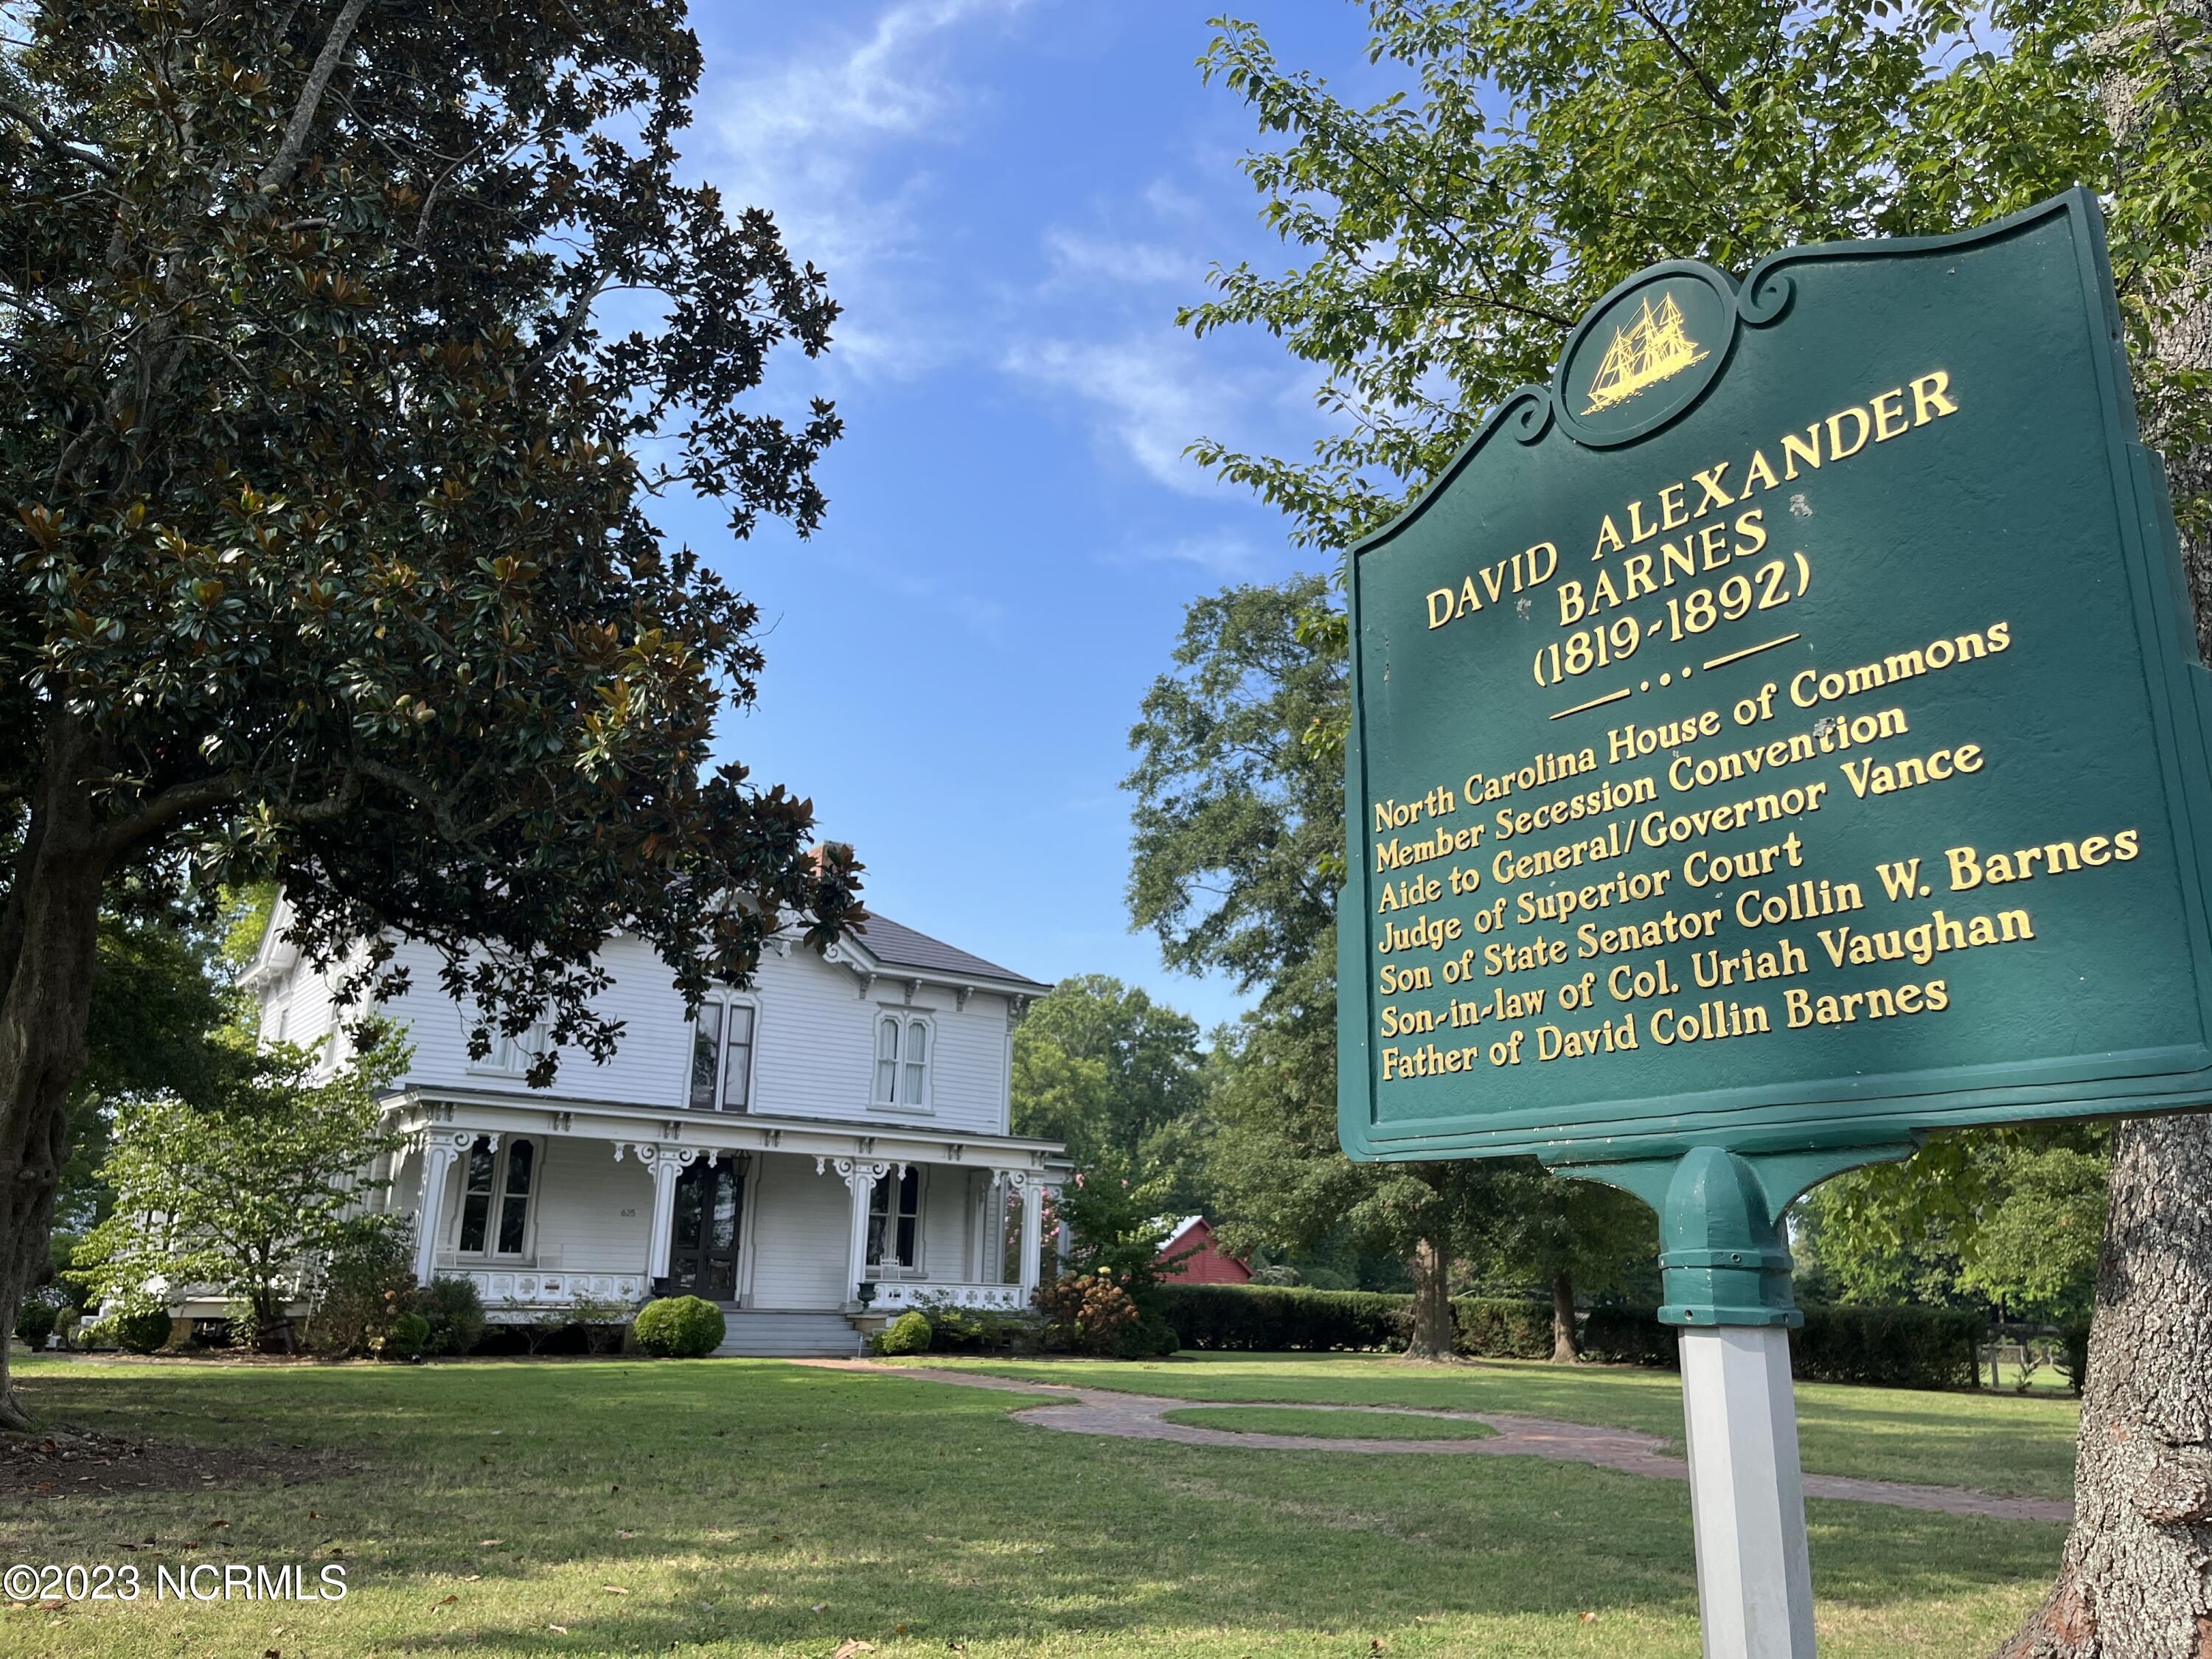 DAVID ALEXANDER
BARNES
(1819-1892)
North Carolina House of Commons
Member Secession Convention
Aide to General/Governor Vance
Judge of Superior Court
Son of State Senator Collin W. Barnes
Son-in-law of Col. Uriah Vaughan
Father of David Collin Barnes
625
©2023 NCRMLS